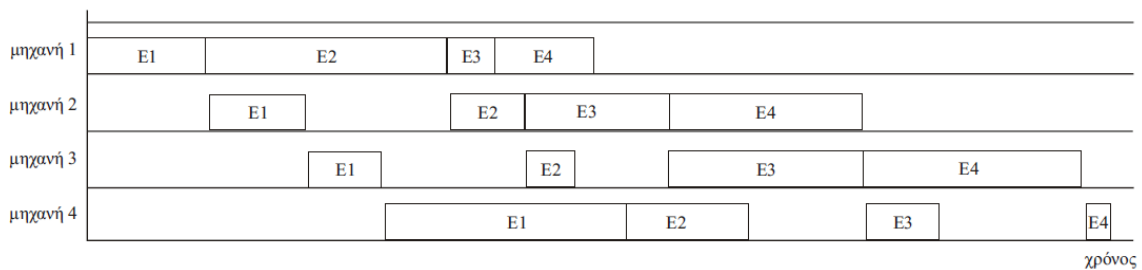 μηχανή 1 E1 E2 E3 E4
μηχανή 2 E1 E2 E3 E4
μηχανή 3 E1 E2 E3 E4
μηχανή 4 E1 E2 E3 E4
χρόνος